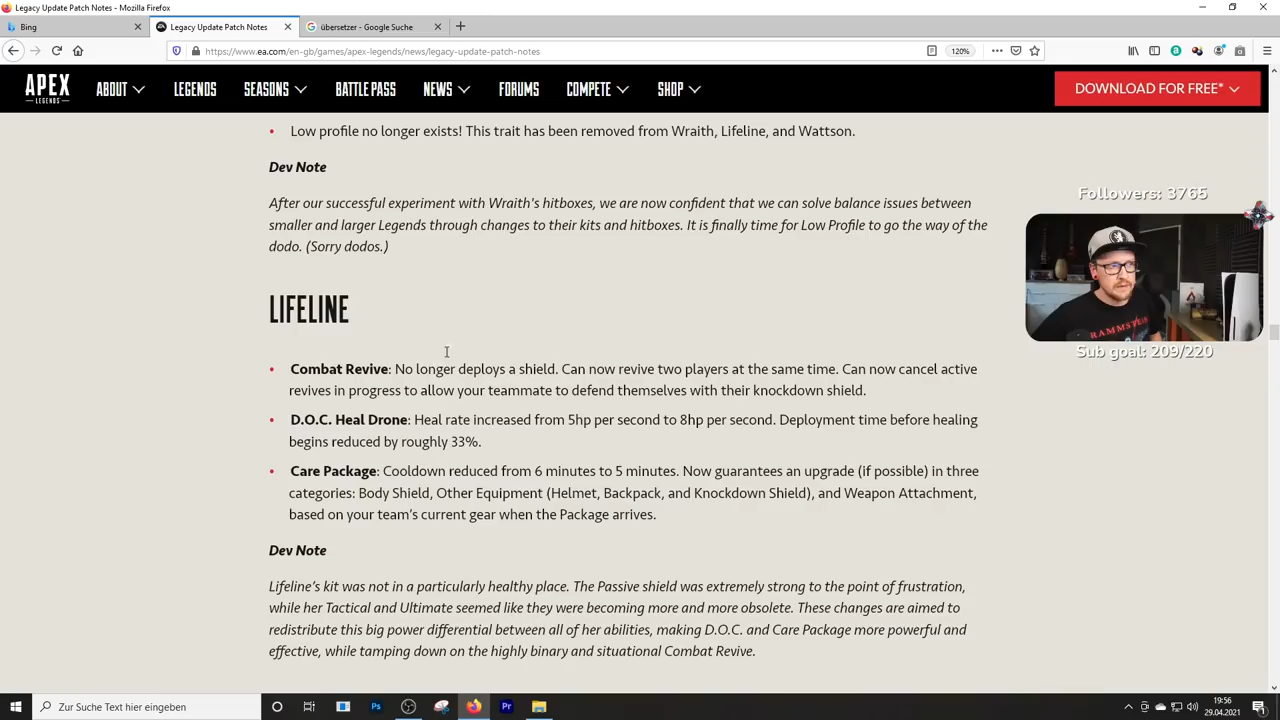 Legacy Update Patch Notes - Mozilla Firefox
Bing
Legacy Update Patch Notes
übersetzer - Google Suche
https://www.ea.com/en-gb/games/apex-legends/news/legacy-update-patch-notes
120%
APEX
LEGENDS
ABOUT
LEGENDS
SEASONS
BATTLE PASS
NEWS
FORUMS
COMPETE
SHOP
DOWNLOAD FOR FREE*
• Low profile no longer exists! This trait has been removed from Wraith, Lifeline, and Wattson.
Dev Note
After our successful experiment with Wraith's hitboxes, we are now confident that we can solve balance issues between
smaller and larger Legends through changes to their kits and hitboxes. It is finally time for Low Profile to go the way of the
dodo. (Sorry dodos.)
Followers: 3765
RAMMSTEIN
Sub goal: 209/220
LIFELINE
• Combat Revive: No longer deploys a shield. Can now revive two players at the same time. Can now cancel active
revives in progress to allow your teammate to defend themselves with their knockdown shield.
• D.O.C. Heal Drone: Heal rate increased from 5hp per second to 8hp per second. Deployment time before healing
begins reduced by roughly 33%.
• Care Package: Cooldown reduced from 6 minutes to 5 minutes. Now guarantees an upgrade (if possible) in three
categories: Body Shield, Other Equipment (Helmet, Backpack, and Knockdown Shield), and Weapon Attachment,
based on your team’s current gear when the Package arrives.
Dev Note
Lifeline’s kit was not in a particularly healthy place. The Passive shield was extremely strong to the point of frustration,
while her Tactical and Ultimate seemed like they were becoming more and more obsolete. These changes are aimed to
redistribute this big power differential between all of her abilities, making D.O.C. and Care Package more powerful and
effective, while tamping down on the highly binary and situational Combat Revive.
Zur Suche Text hier eingeben
Ps
Pr
19:56
29.04.2021